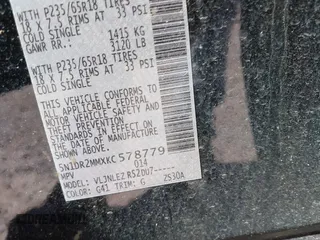 WITH P235/65R18 TIRES
18 X 7.5 RIMS AT 33 PSI
COLD SINGLE
GAWR RR: 1415 KG
3120 LB
WITH P235/65R18 TIRES
18 X 7.5 RIMS AT 33 PSI
COLD SINGLE
THIS VEHICLE CONFORMS
TO ALL APPLICABLE FEDERAL
MOTOR VEHICLE SAFETY AND
THEFT PREVENTION
STANDARDS IN EFFECT ON THE
DATE OF MANUFACTURE
5N1DR2MMXKC578779
MPV 014
MODEL: VLJNLEZ R52DU7-----
COLOR: G41 TRIM: G ZS30A